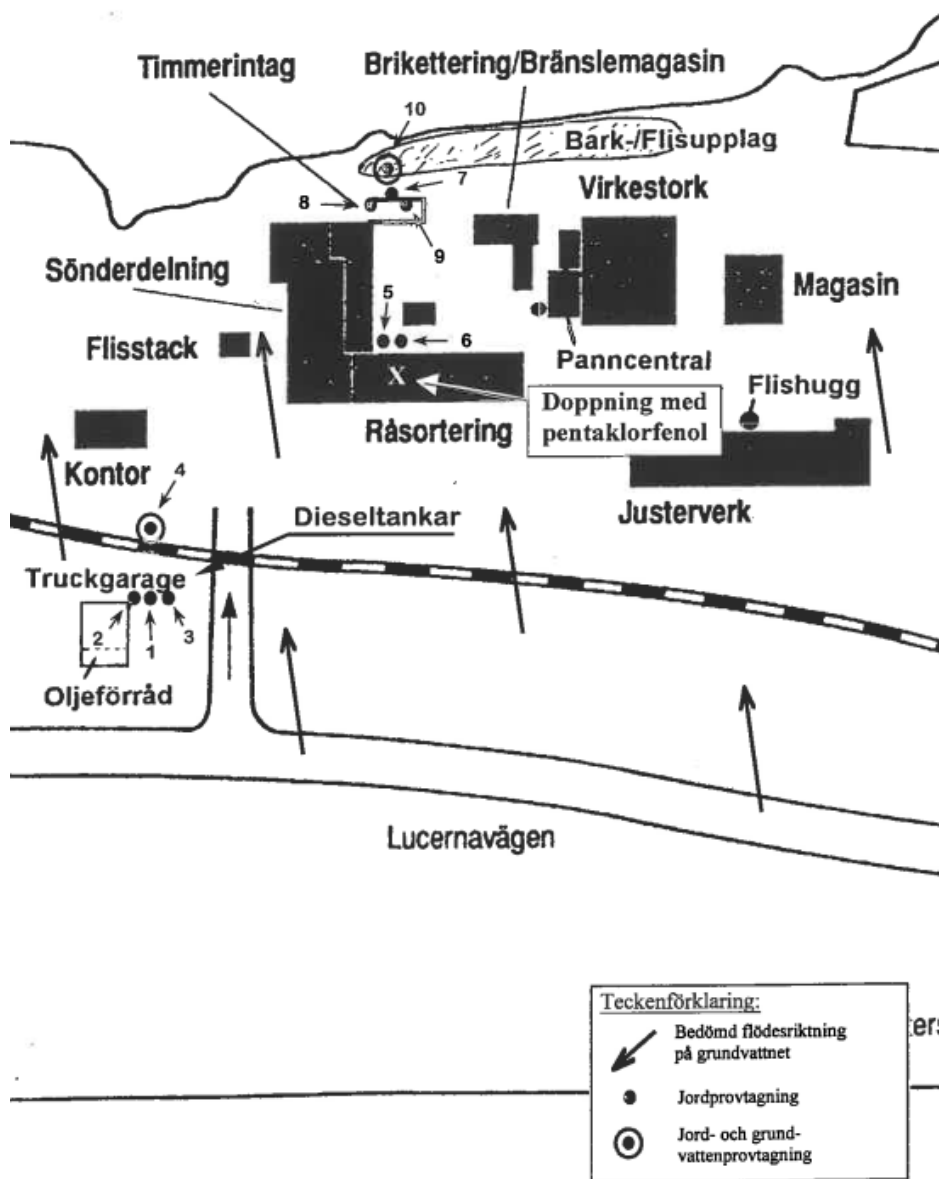 Timmerintag
Brikettering/Bränslemagasin
10
Bark-/Flisupplag
7
Virkestork
8
9
Sönderdelning
Magasin
5
Flisstack
6
Panncentral
Flishugg
X
Doppning med
pentaklorfenol
Råsortering
Kontor
4
Justerverk
Dieseltankar
Truckgarage
2
1
3
Oljeförråd
Lucernavägen
Teckenförklaring:
Bedömd flödesriktning
på grundvattnet
Jordprovtagning
Jord- och grund-
vattenprovtagning